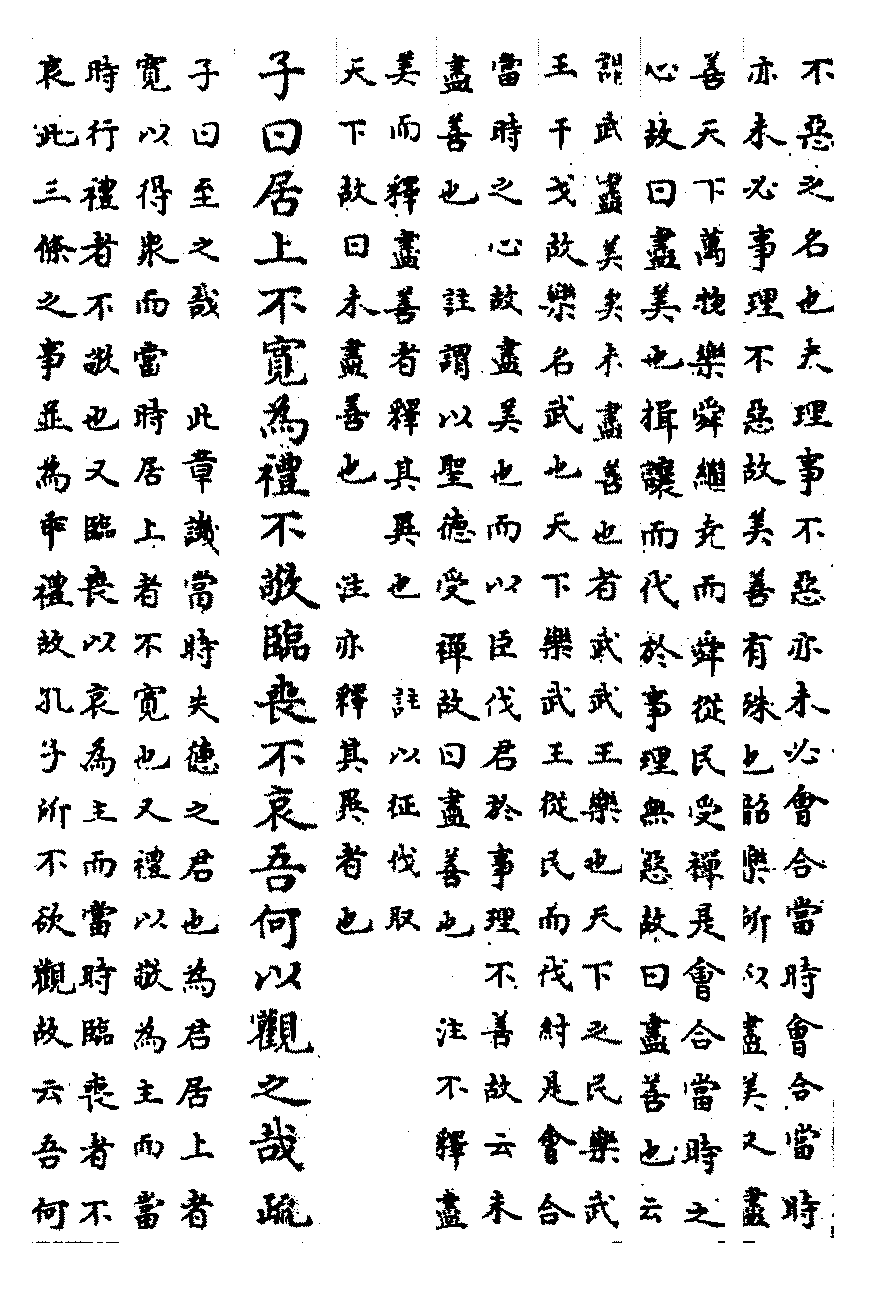 不惡之名也夫理事不惡亦未必會合當時會合當時
亦未必事理不惡故美善有殊也韶樂所以盡美又盡
善天下萬物樂舜繼堯而舜從民受禪是會合當時之
心故曰盡美也揖讓而代於事理無惡故曰盡善也云
謂武盡美矣未盡善也者武武王樂也天下之民樂武
王干戈故樂名武也天下樂武王從民而伐紂是會合
當時之心故盡美也而以臣伐君於事理不善故云未
盡善也　註謂以聖德受禪故曰盡善也　注不釋盡
美而釋盡善者釋其異也　註以征伐取
天下故曰未盡善也　注亦釋其異者也
子曰居上不寬為禮不敬臨喪不哀吾何以觀之哉疏
子曰至之哉　此章譏當時失德之君也為君居上者
寬以得衆而當時居上者不寬也又禮以敬為主而當
時行禮者不敬也又臨喪以哀為主而當時臨喪者不
哀此三條之事並為乖禮故孔子所不欲觀故云吾何